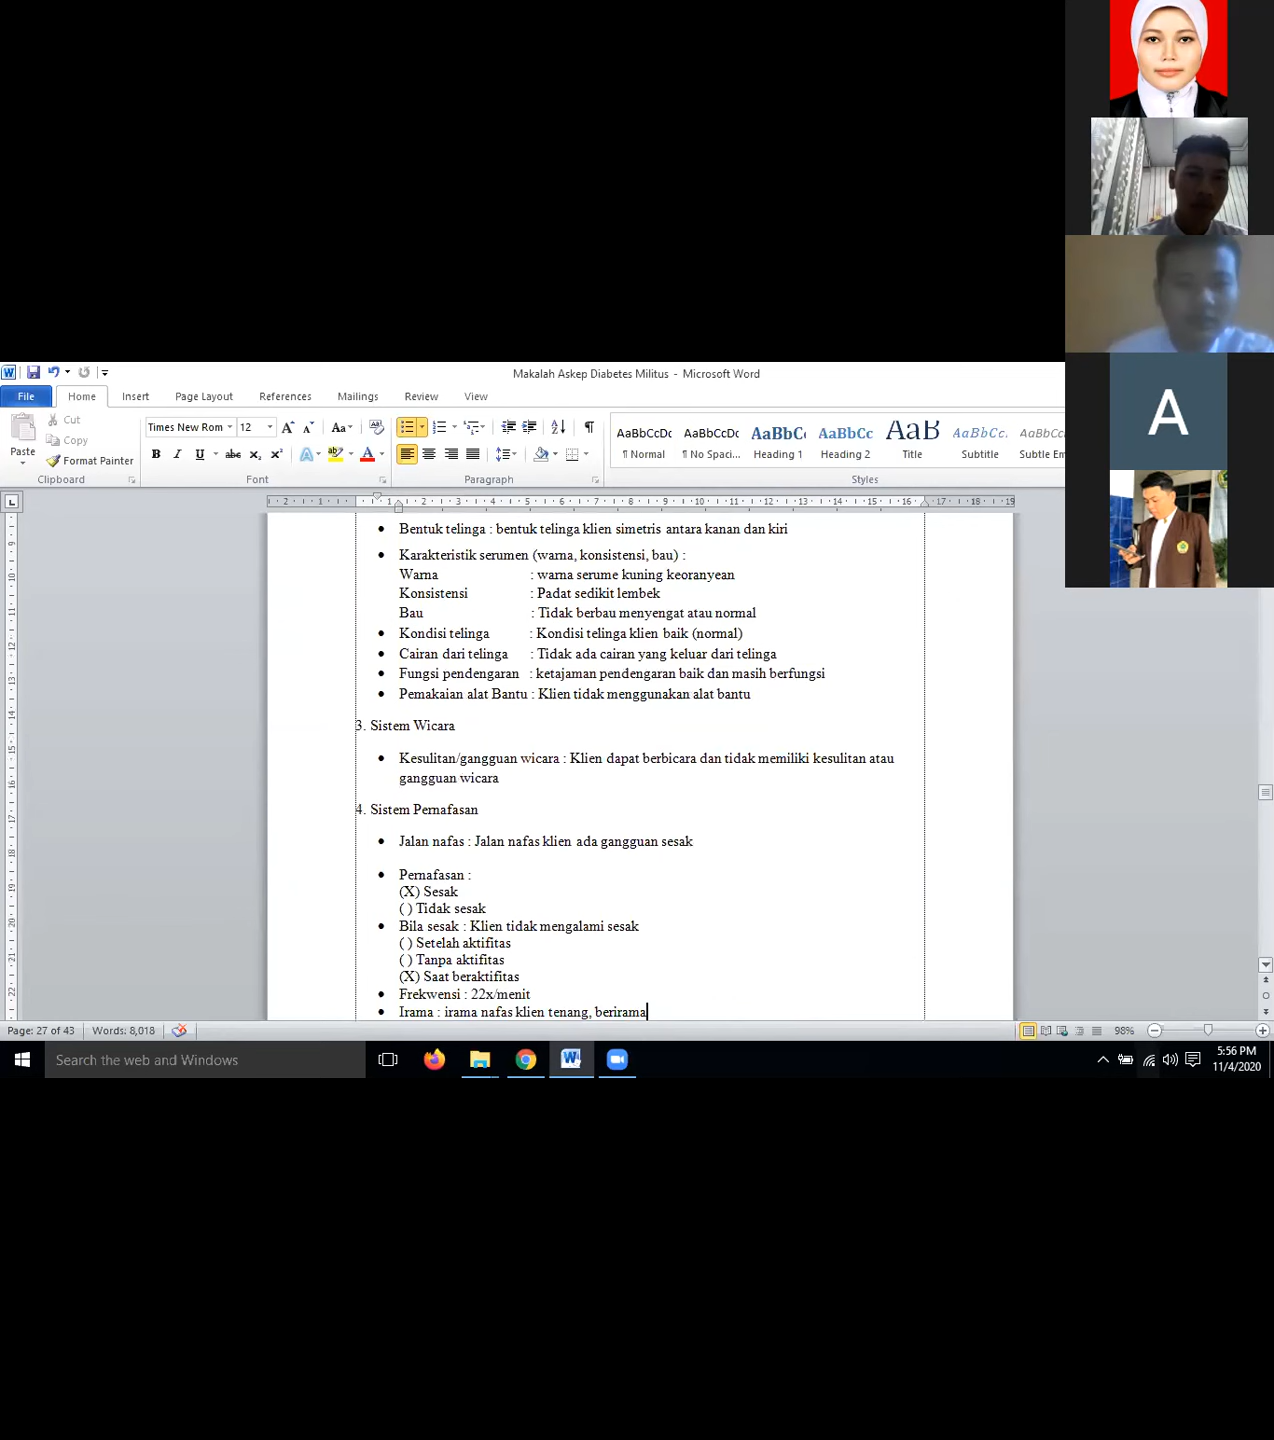 Makalah Askep Diabetes Militus - Microsoft Word
File Home Insert Page Layout References Mailings Review View
Cut
Copy
Paste
Format Painter
Times New Rom 12
Aa
B I U abc x₂ x² A A
AaBbCcDc AaBbCcDc AaBbC AaBbCc AaB AaBbCc. AaBbCcDc
¶ Normal ¶ No Spaci... Heading 1 Heading 2 Title Subtitle Subtle Em
Clipboard Font Paragraph Styles
A
• Bentuk telinga : bentuk telinga klien simetris antara kanan dan kiri
• Karakteristik serumen (warna, konsistensi, bau) :
Warna : warna serume kuning keoranyean
Konsistensi : Padat sedikit lembek
Bau : Tidak berbau menyengat atau normal
• Kondisi telinga : Kondisi telinga klien baik (normal)
• Cairan dari telinga : Tidak ada cairan yang keluar dari telinga
• Fungsi pendengaran : ketajaman pendengaran baik dan masih berfungsi
• Pemakaian alat Bantu : Klien tidak menggunakan alat bantu
3. Sistem Wicara
• Kesulitan/gangguan wicara : Klien dapat berbicara dan tidak memiliki kesulitan atau
gangguan wicara
4. Sistem Pernafasan
• Jalan nafas : Jalan nafas klien ada gangguan sesak
• Pernafasan :
(X) Sesak
( ) Tidak sesak
• Bila sesak : Klien tidak mengalami sesak
( ) Setelah aktifitas
( ) Tanpa aktifitas
(X) Saat beraktifitas
• Frekwensi : 22x/menit
• Irama : irama nafas klien tenang, berirama
Page: 27 of 43 Words: 8,018 98%
Search the web and Windows
5:56 PM
11/4/2020